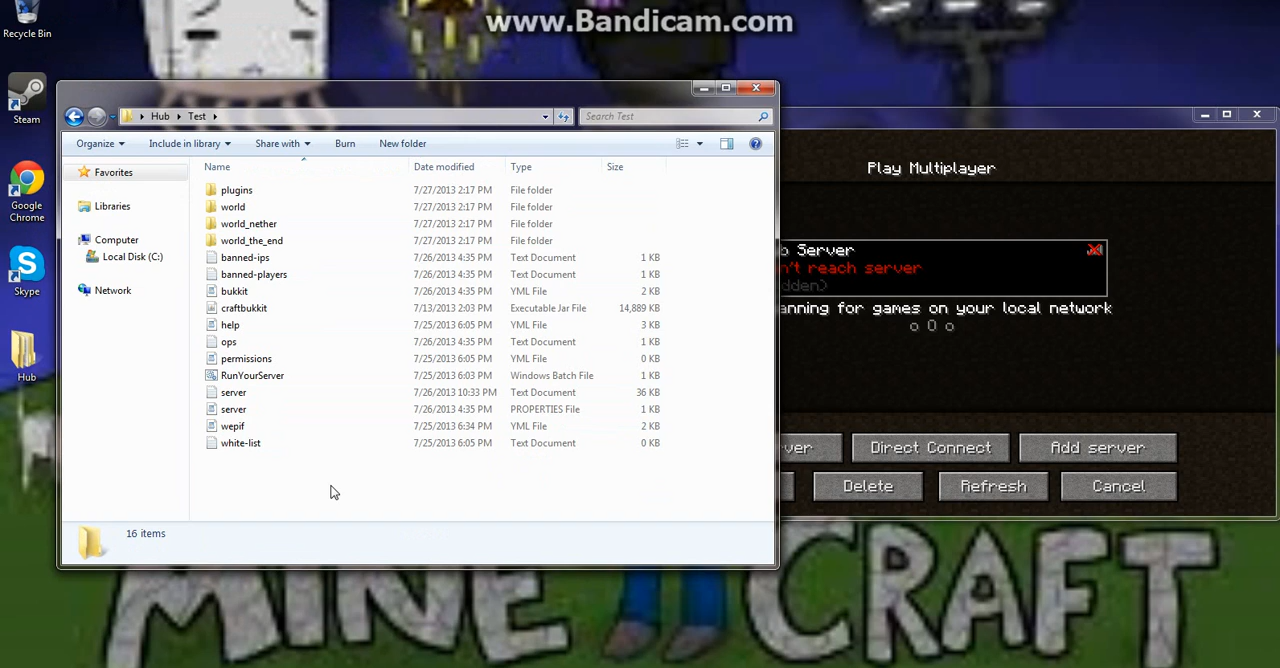 www.Bandicam.com
Recycle Bin
Steam
Google
Chrome
Skype
Hub
Hub Test
Search Test
Organize Include in library Share with Burn New folder
Favorites
Libraries
Computer
Local Disk (C:)
Network
Name Date modified Type Size
plugins 7/27/2013 2:17 PM File folder
world 7/27/2013 2:17 PM File folder
world_nether 7/27/2013 2:17 PM File folder
world_the_end 7/27/2013 2:17 PM File folder
banned-ips 7/26/2013 4:35 PM Text Document 1 KB
banned-players 7/26/2013 4:35 PM Text Document 1 KB
bukkit 7/26/2013 4:35 PM YML File 2 KB
craftbukkit 7/13/2013 2:03 PM Executable Jar File 14,889 KB
help 7/25/2013 6:05 PM YML File 3 KB
ops 7/26/2013 4:35 PM Text Document 1 KB
permissions 7/25/2013 6:05 PM YML File 0 KB
RunYourServer 7/25/2013 6:03 PM Windows Batch File 1 KB
server 7/26/2013 10:33 PM Text Document 36 KB
server 7/26/2013 4:35 PM PROPERTIES File 1 KB
wepif 7/25/2013 6:34 PM YML File 2 KB
white-list 7/25/2013 6:05 PM Text Document 0 KB
16 items
Play Multiplayer
Server
n't reach server
dden)
anning for games on your local network
ver Direct Connect Add server
Delete Refresh Cancel
MINECRAFT